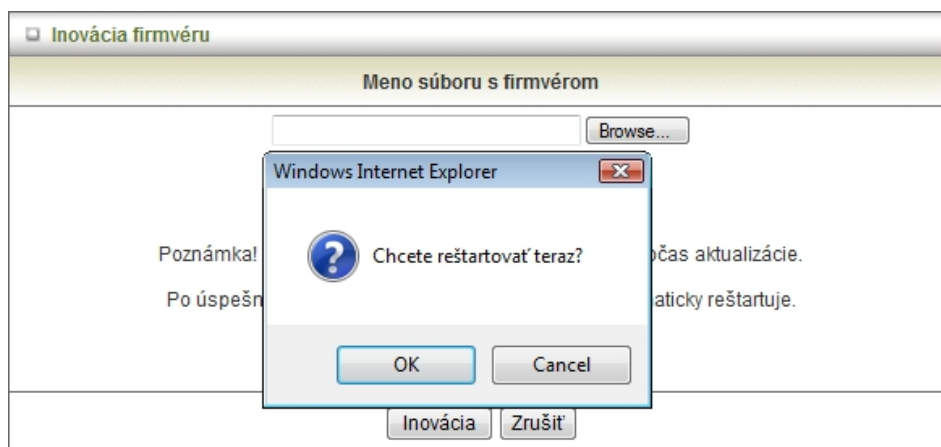 Inovácia firmvéru
Meno súboru s firmvérom
Browse...
Windows Internet Explorer
Chcete reštartovať teraz?
Poznámka! očas aktualizácie.
Po úspešn aticky reštartuje.
OK Cancel
Inovácia Zrušiť